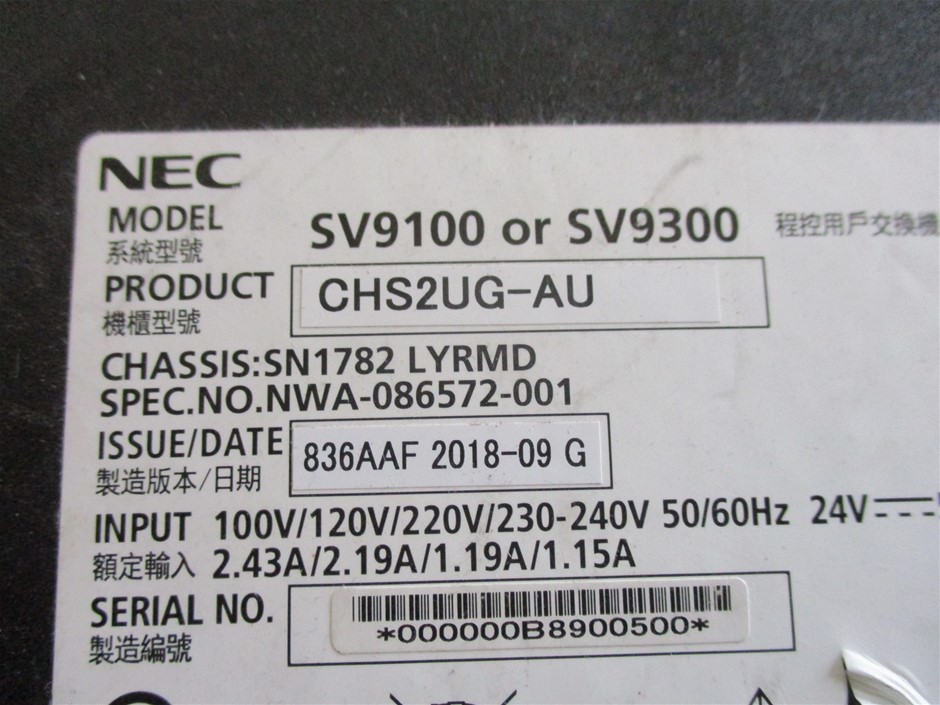 NEC
MODEL SV9100 or SV9300 程控用戶交換機
系統型號
PRODUCT CHS2UG-AU
機櫃型號
CHASSIS:SN1782 LYRMD
SPEC.NO.NWA-086572-001
ISSUE/DATE 836AAF 2018-09 G
製造版本/日期
INPUT 100V/120V/220V/230-240V 50/60Hz 24V
額定輸入 2.43A/2.19A/1.19A/1.15A
SERIAL NO. *000000B8900500*
製造編號